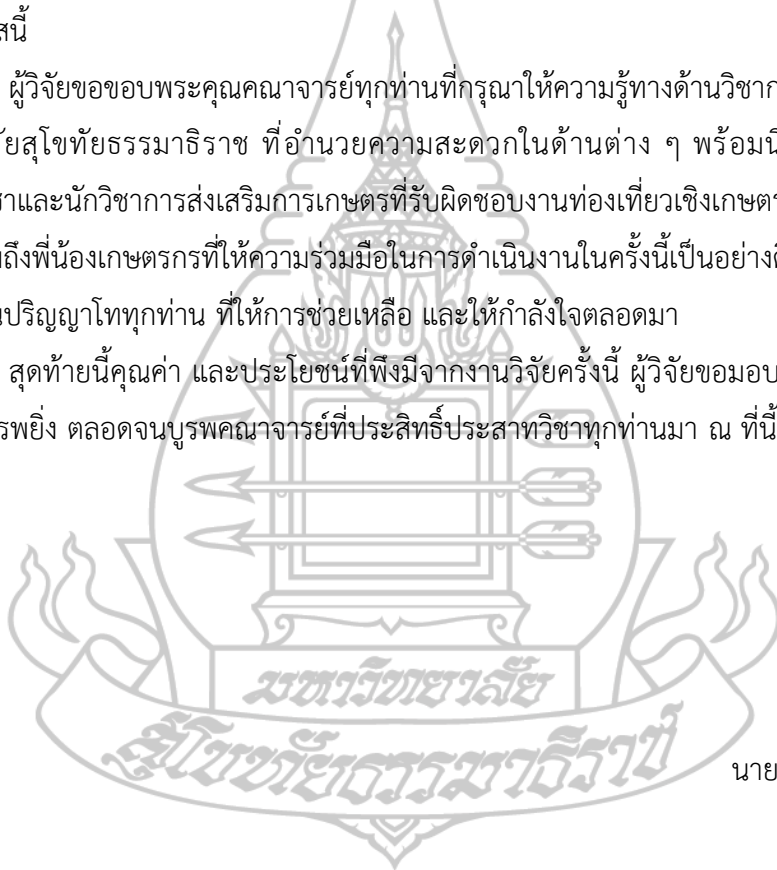 สนี้
ผู้วิจัยขอขอบพระคุณคณาจารย์ทุกท่านที่กรุณาให้ความรู้ทางด้านวิชาก
ัยสุโขทัยธรรมาธิราช ที่อำนวยความสะดวกในด้านต่าง ๆ พร้อมนี
ชาและนักวิชาการส่งเสริมการเกษตรที่รับผิดชอบงานท่องเที่ยวเชิงเกษตร
ถึงพี่น้องเกษตรกรที่ให้ความร่วมมือในการดำเนินงานในครั้งนี้เป็นอย่างดี
ปริญญาโททุกท่าน ที่ให้การช่วยเหลือ และให้กำลังใจตลอดมา
สุดท้ายนี้คุณค่า และประโยชน์ที่พึงมีจากงานวิจัยครั้งนี้ ผู้วิจัยขอมอบ
รพยิ่ง ตลอดจนบูรพคณาจารย์ที่ประสิทธิ์ประสาทวิชาทุกท่านมา ณ ที่นี้
มหาวิทยาลัย
สุโขทัยธรรมาธิราช
นาย